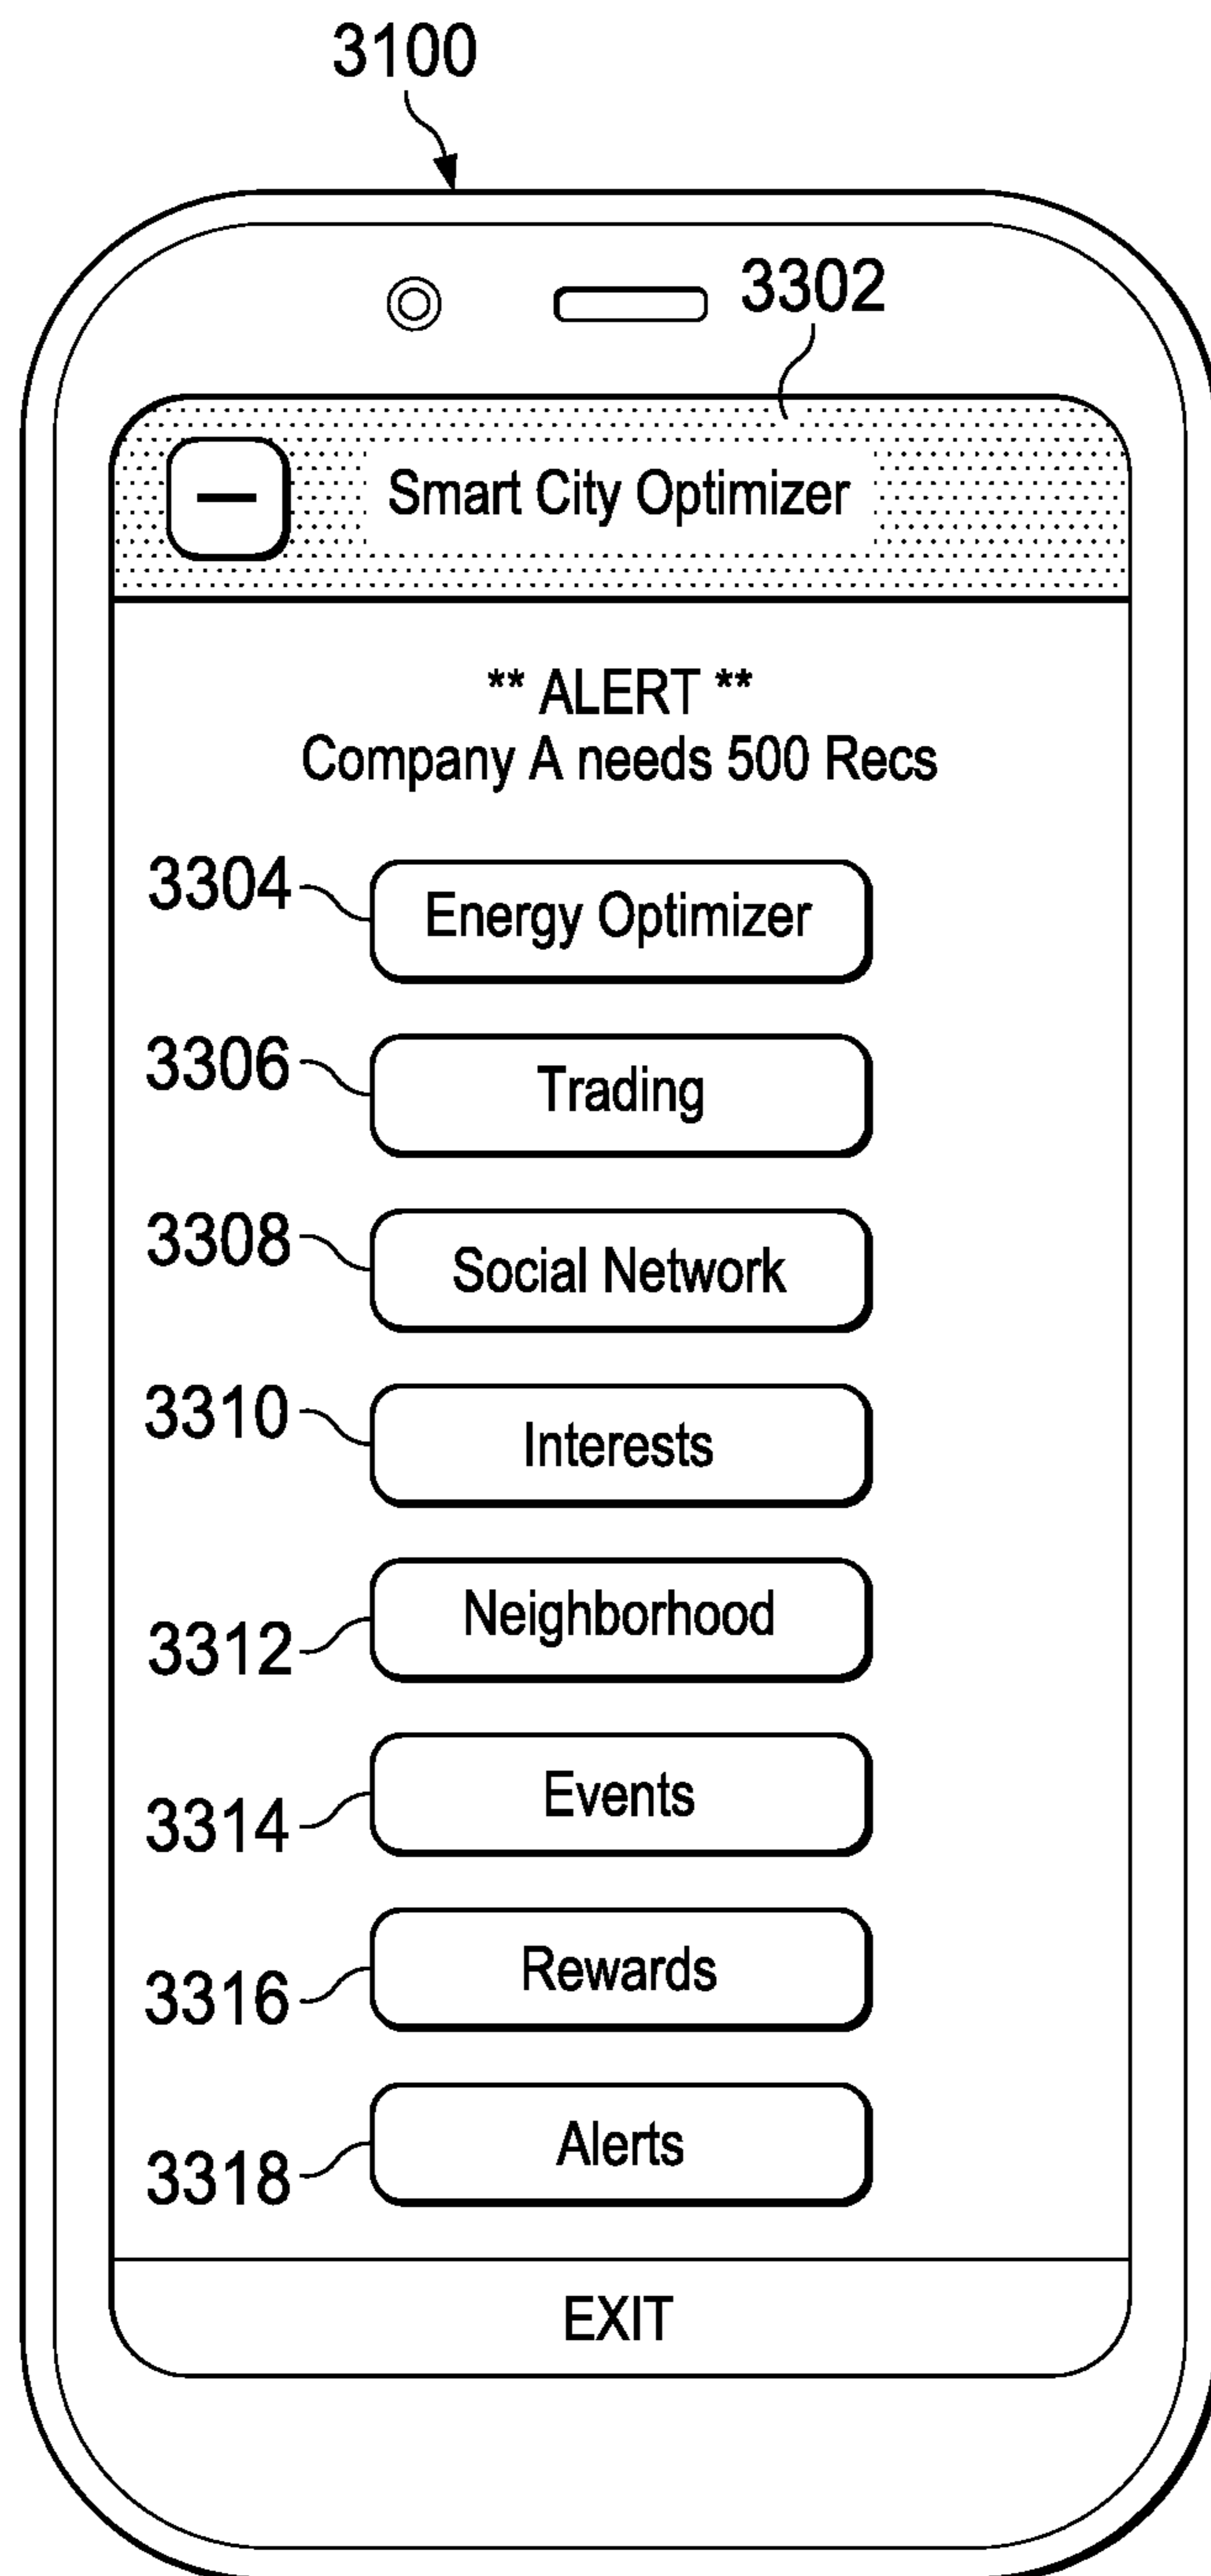 3100
3302
Smart City Optimizer
** ALERT **
Company A needs 500 Recs
3304
Energy Optimizer
3306
Trading
3308
Social Network
3310
Interests
3312
Neighborhood
3314
Events
3316
Rewards
3318
Alerts
EXIT